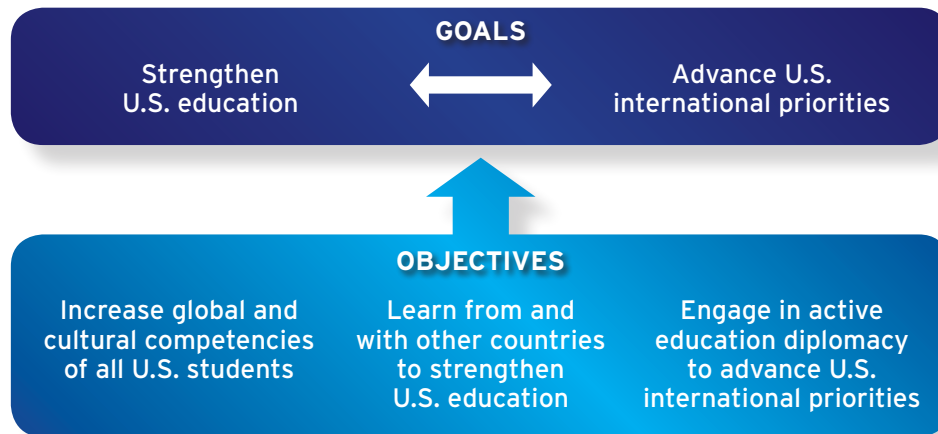 GOALS
Strengthen
U.S. education
Advance U.S.
international priorities
OBJECTIVES
Increase global and
cultural competencies
of all U.S. students
Learn from and
with other countries
to strengthen
U.S. education
Engage in active
education diplomacy
to advance U.S.
international priorities